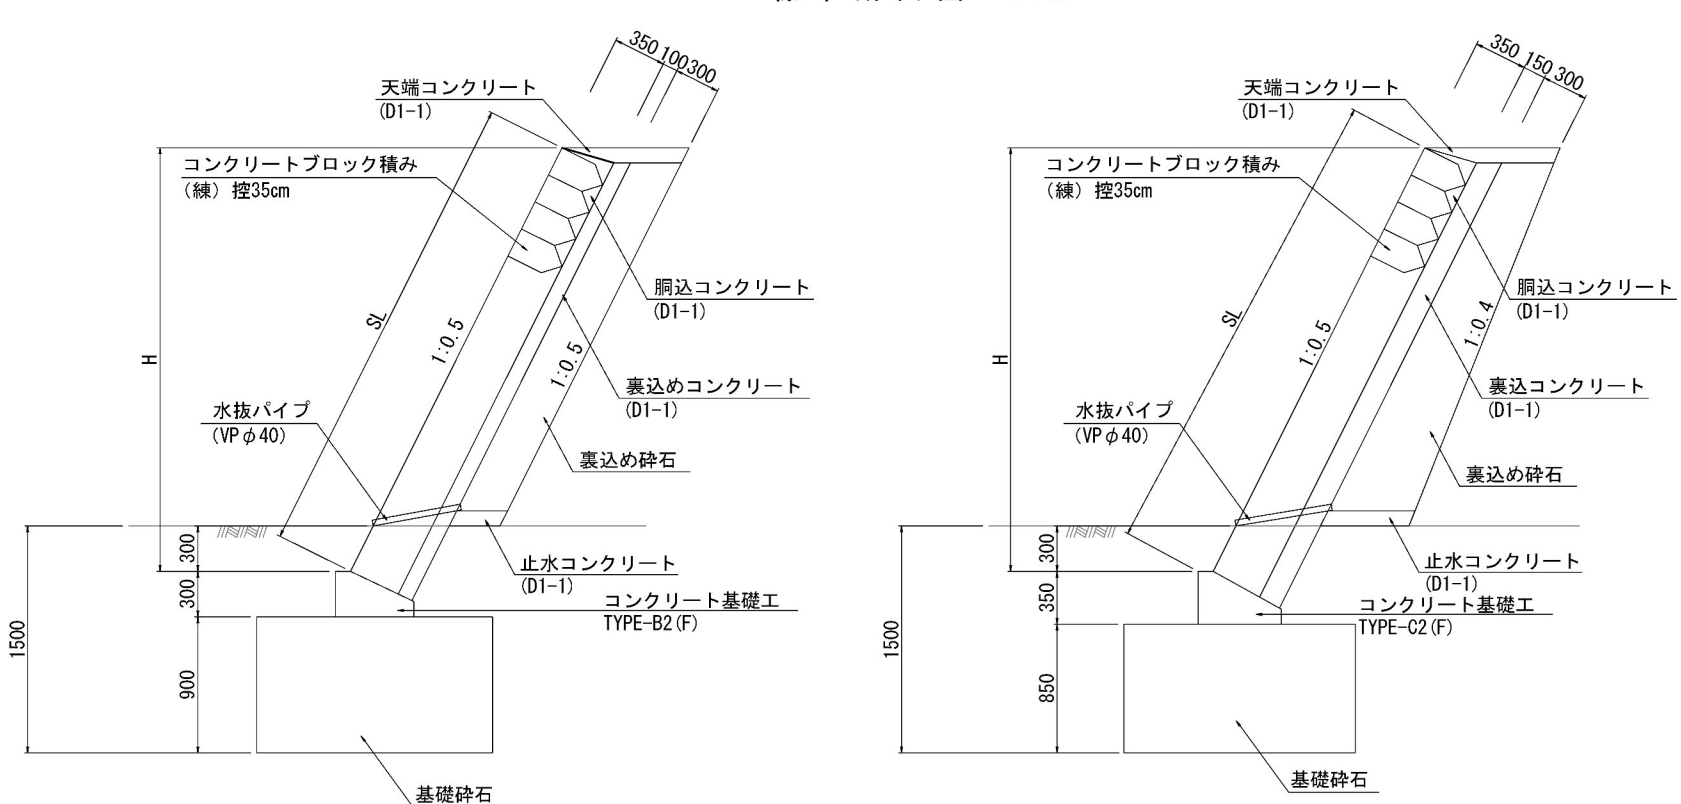 350
100
300
天端コンクリート
(D1-1)
コンクリートブロック積み
(練) 控35cm
胴込コンクリート
(D1-1)
SL
1:0.5
H
1:0.5
裏込めコンクリート
(D1-1)
水抜パイプ
(VPφ40)
裏込め砕石
300
止水コンクリート
(D1-1)
300
コンクリート基礎工
TYPE-B2(F)
1500
900
基礎砕石
350
150
300
天端コンクリート
(D1-1)
コンクリートブロック積み
(練) 控35cm
胴込コンクリート
(D1-1)
SL
1:0.5
1:0.4
H
裏込コンクリート
(D1-1)
水抜パイプ
(VPφ40)
裏込め砕石
300
止水コンクリート
(D1-1)
350
コンクリート基礎工
TYPE-C2(F)
1500
850
基礎砕石